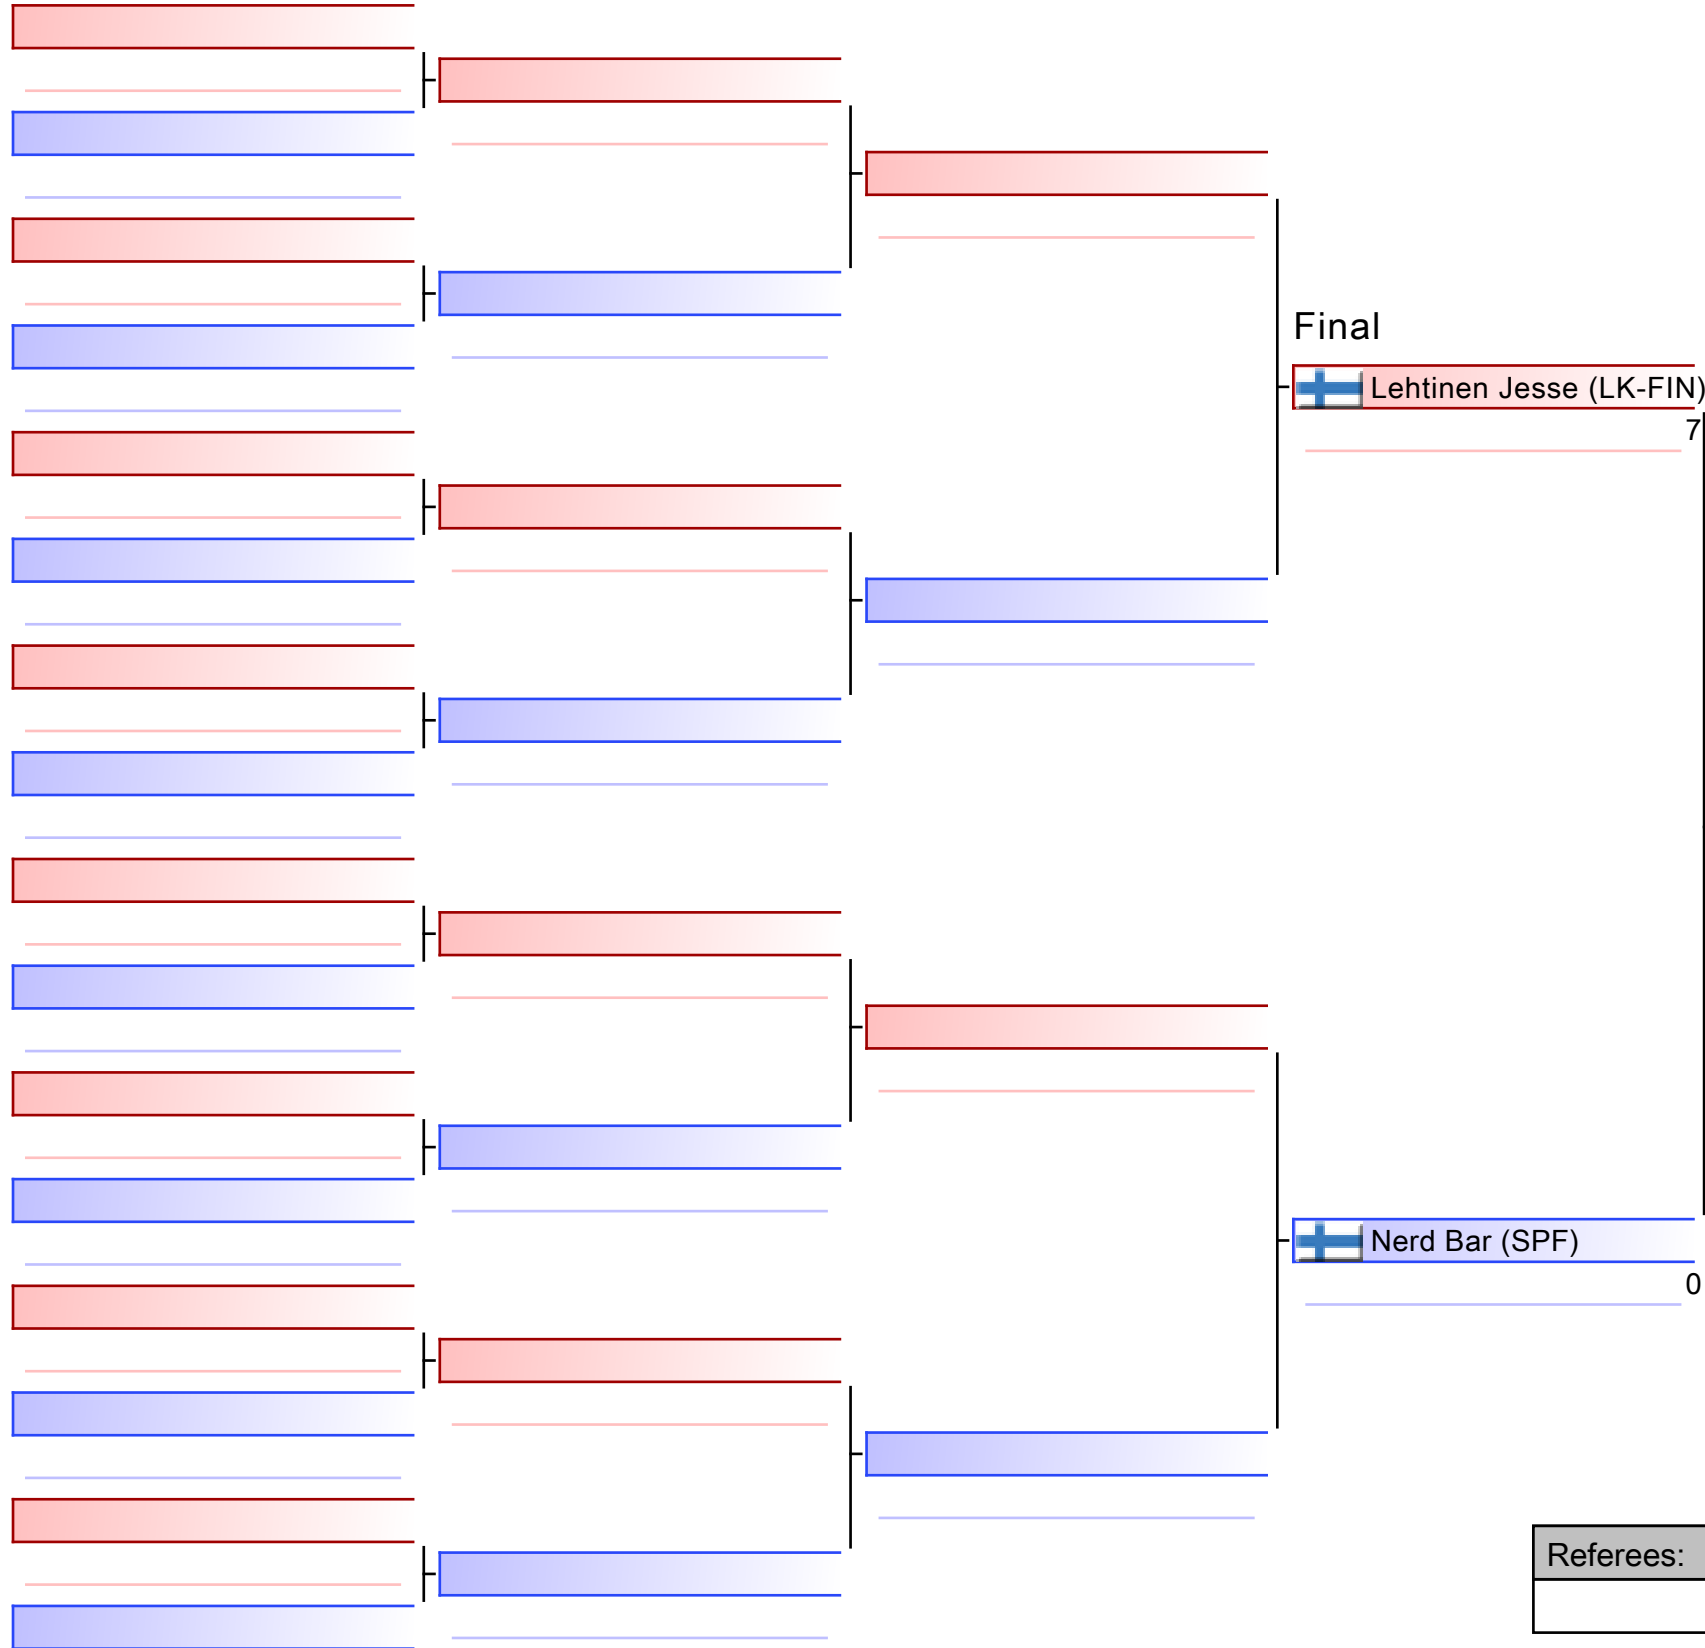 Final
Lehtinen Jesse (LK-FIN)
7
Nerd Bar (SPF)
0
Referees: